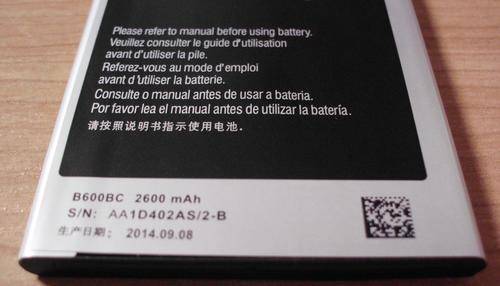 Please refer to manual before using battery.
Veuillez consulter le guide d'utilisation
avant d'utiliser la pile.
Referez-vous au mode d'emploi
avant d'utiliser la batterie.
Consulte o manual antes de usar a bateria.
Por favor lea el manual antes de utilizar la batería.
请按照说明书指示使用电池.
B600BC 2600 mAh
S/N: AA1D402AS/2-B
生产日期: 2014.09.08